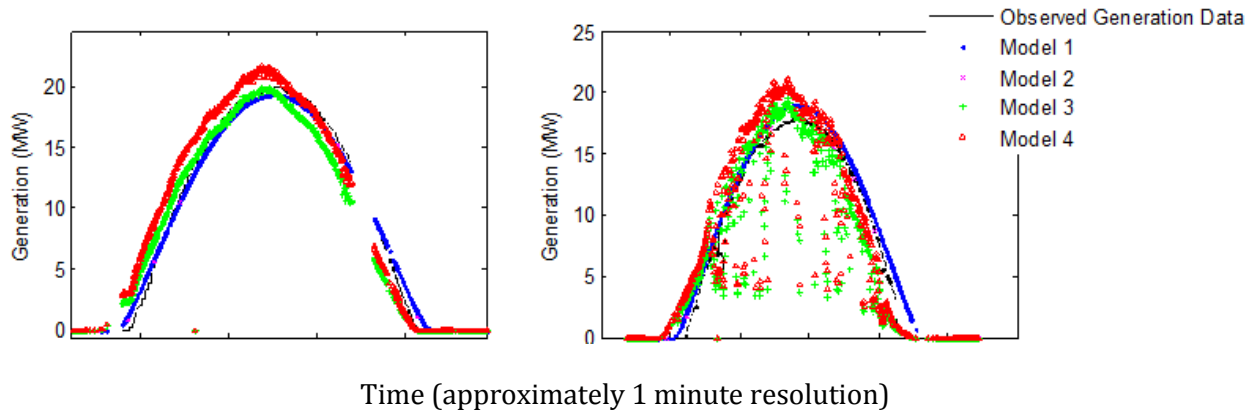 Generation (MW)
20
15
10
5
0
Generation (MW)
25
20
15
10
5
0
Observed Generation Data
Model 1
Model 2
Model 3
Model 4
Time (approximately 1 minute resolution)